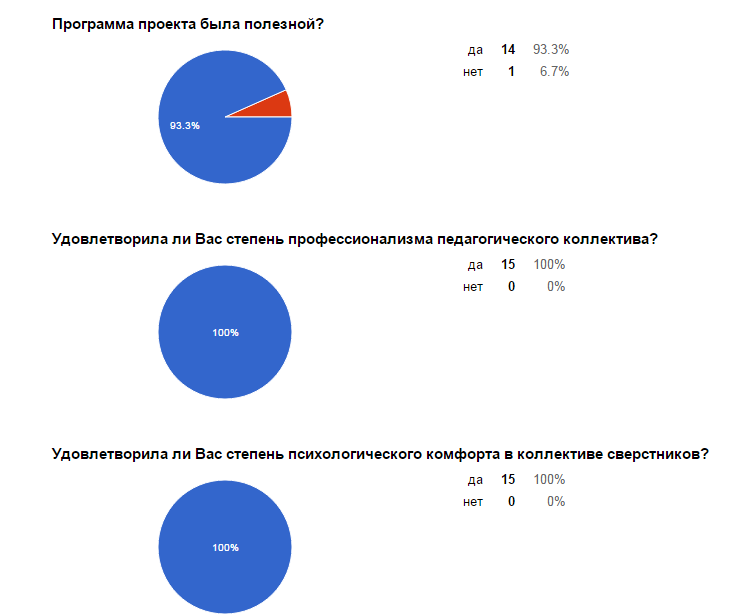 Программа проекта была полезной?
да 14 93.3%
нет 1 6.7%
93.3%
Удовлетворила ли Вас степень профессионализма педагогического коллектива?
да 15 100%
нет 0 0%
100%
Удовлетворила ли Вас степень психологического комфорта в коллективе сверстников?
да 15 100%
нет 0 0%
100%